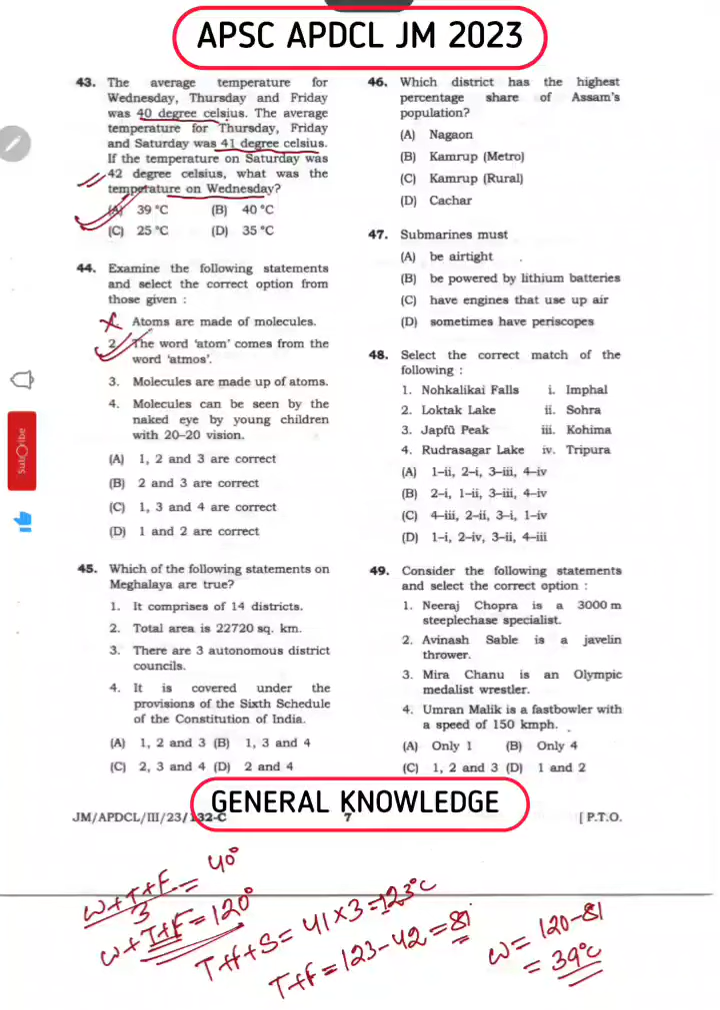 APSC APDCL JM 2023
43. The average temperature for
Wednesday, Thursday and Friday
was 40 degree celsius. The average
temperature for Thursday, Friday
and Saturday was 41 degree celsius.
If the temperature on Saturday was
42 degree celsius, what was the
temperature on Wednesday?
(A) 39 °C (B) 40 °C
(C) 25 °C (D) 35 °C
44. Examine the following statements
and select the correct option from
those given :
Atoms are made of molecules.
2. The word 'atom' comes from the
word 'atmos'.
3. Molecules are made up of atoms.
4. Molecules can be seen by the
naked eye by young children
with 20–20 vision.
(A) 1, 2 and 3 are correct
(B) 2 and 3 are correct
(C) 1, 3 and 4 are correct
(D) 1 and 2 are correct
45. Which of the following statements on
Meghalaya are true?
1. It comprises of 14 districts.
2. Total area is 22720 sq. km.
3. There are 3 autonomous district
councils.
4. It is covered under the
provisions of the Sixth Schedule
of the Constitution of India.
(A) 1, 2 and 3 (B) 1, 3 and 4
(C) 2, 3 and 4 (D) 2 and 4
46. Which district has the highest
percentage share of Assam's
population?
(A) Nagaon
(B) Kamrup (Metro)
(C) Kamrup (Rural)
(D) Cachar
47. Submarines must
(A) be airtight
(B) be powered by lithium batteries
(C) have engines that use up air
(D) sometimes have periscopes
48. Select the correct match of the
following :
1. Nohkalikai Falls i. Imphal
2. Loktak Lake ii. Sohra
3. Japfü Peak iii. Kohima
4. Rudrasagar Lake iv. Tripura
(A) 1–ii, 2–i, 3–iii, 4–iv
(B) 2–i, 1–ii, 3–iii, 4–iv
(C) 4–iii, 2–ii, 3–i, 1–iv
(D) 1–i, 2–iv, 3–ii, 4–iii
49. Consider the following statements
and select the correct option :
1. Neeraj Chopra is a 3000 m
steeplechase specialist.
2. Avinash Sable is a javelin
thrower.
3. Mira Chanu is an Olympic
medalist wrestler.
4. Umran Malik is a fastbowler with
a speed of 150 kmph.
(A) Only 1 (B) Only 4
(C) 1, 2 and 3 (D) 1 and 2
GENERAL KNOWLEDGE
JM/APDCL/III/23/132-C 7 [ P.T.O.
Subscribe
W+T+F/3 = 40°
W+T+F = 120°
T+F+S = 41×3=123°C
T+F = 123-42 = 81
W = 120-81
= 39°C